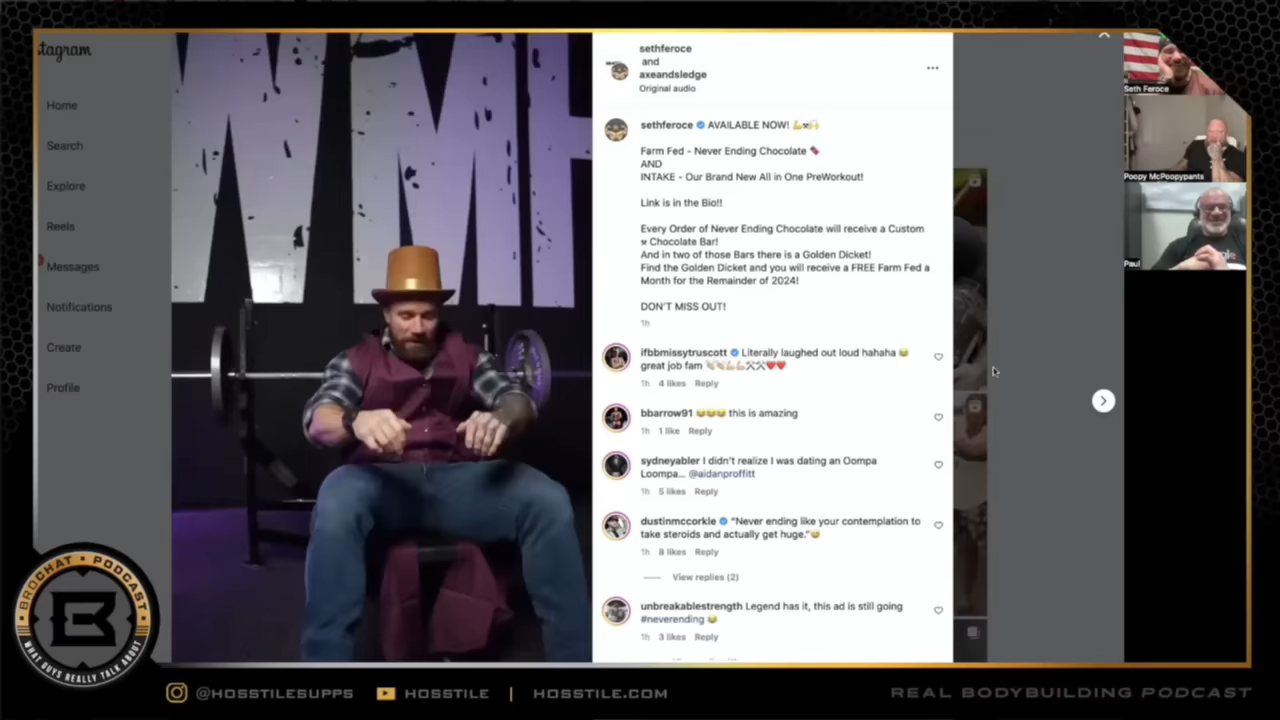 tagram
Home
Search
Explore
Reels
Messages
Notifications
Create
Profile
sethferoce
and
axeandsledge
Original audio
sethferoce AVAILABLE NOW!
Farm Fed - Never Ending Chocolate
AND
INTAKE - Our Brand New All in One PreWorkout!
Link is in the Bio!!
Every Order of Never Ending Chocolate will receive a Custom
Chocolate Bar!
And in two of those Bars there is a Golden Dicket!
Find the Golden Dicket and you will receive a FREE Farm Fed a
Month for the Remainder of 2024!
DON'T MISS OUT!
1h
ifbbmissytruscott Literally laughed out loud hahaha 😂
great job fam 👏🏻👏🏻💪🏼💪🏼⚒️⚒️❤️❤️
1h 4 likes Reply
bbarrow91 😂😂😂 this is amazing
1h 1 like Reply
sydneyabler I didn't realize I was dating an Oompa
Loompa... @aidanproffitt
1h 5 likes Reply
dustinmccorkle "Never ending like your contemplation to
take steroids and actually get huge."😅
1h 8 likes Reply
View replies (2)
unbreakablestrength Legend has it, this ad is still going
#neverending 😂
1h 3 likes Reply
Seth Feroce
Poopy McPoopypants
Paul
BROCHAT • PODCAST
B
WHAT GUYS REALLY TALK ABOUT
@HOSSTILESUPPS HOSSTILE | HOSSTILE.COM
REAL BODYBUILDING PODCAST